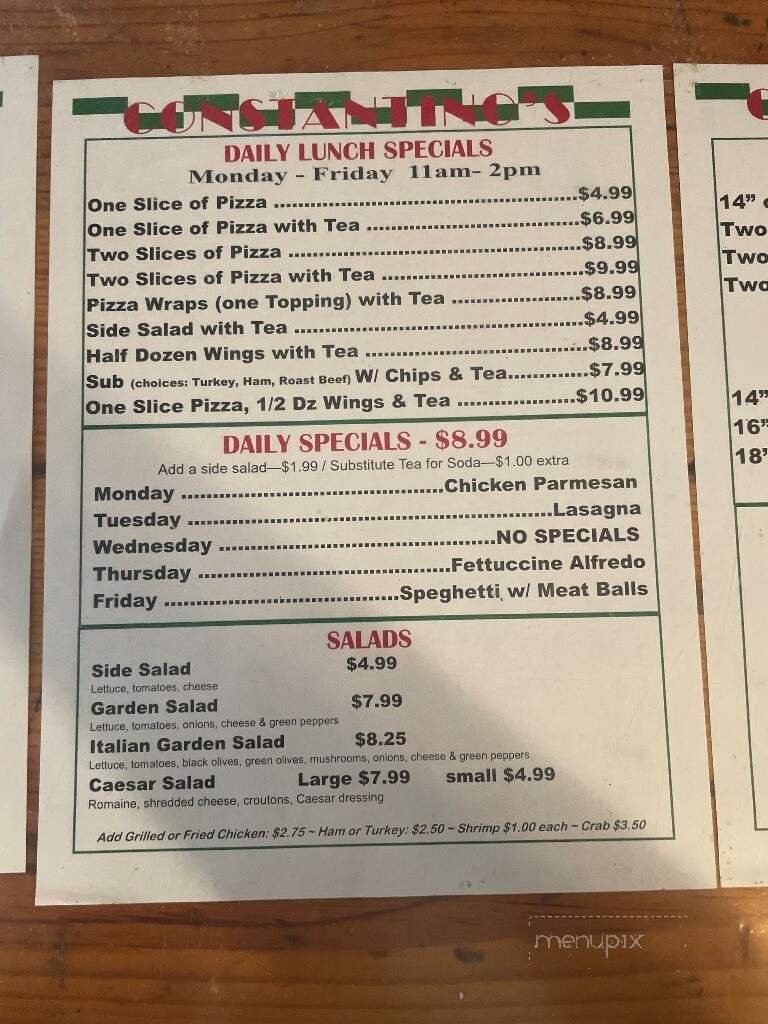 CONSTANTINO'S
DAILY LUNCH SPECIALS
Monday - Friday 11am- 2pm
One Slice of Pizza ........................................................$4.99
One Slice of Pizza with Tea .......................................$6.99
Two Slices of Pizza .....................................................$8.99
Two Slices of Pizza with Tea .....................................$9.99
Pizza Wraps (one Topping) with Tea .......................$8.99
Side Salad with Tea .....................................................$4.99
Half Dozen Wings with Tea ........................................$8.99
Sub (choices: Turkey, Ham, Roast Beef) W/ Chips & Tea..............$7.99
One Slice Pizza, 1/2 Dz Wings & Tea .....................$10.99
DAILY SPECIALS - $8.99
Add a side salad—$1.99 / Substitute Tea for Soda—$1.00 extra
Monday ...............................................Chicken Parmesan
Tuesday .................................................................Lasagna
Wednesday .................................................NO SPECIALS
Thursday .............................................Fettuccine Alfredo
Friday ..........................................Speghetti w/ Meat Balls
SALADS
Side Salad $4.99
Lettuce, tomatoes, cheese
Garden Salad $7.99
Lettuce, tomatoes, onions, cheese & green peppers
Italian Garden Salad $8.25
Lettuce, tomatoes, black olives, green olives, mushrooms, onions, cheese & green peppers
Caesar Salad Large $7.99 small $4.99
Romaine, shredded cheese, croutons, Caesar dressing
Add Grilled or Fried Chicken: $2.75 ~ Ham or Turkey: $2.50 ~ Shrimp $1.00 each ~ Crab $3.50
14"
Two
Two
Two
14"
16"
18"
menupix